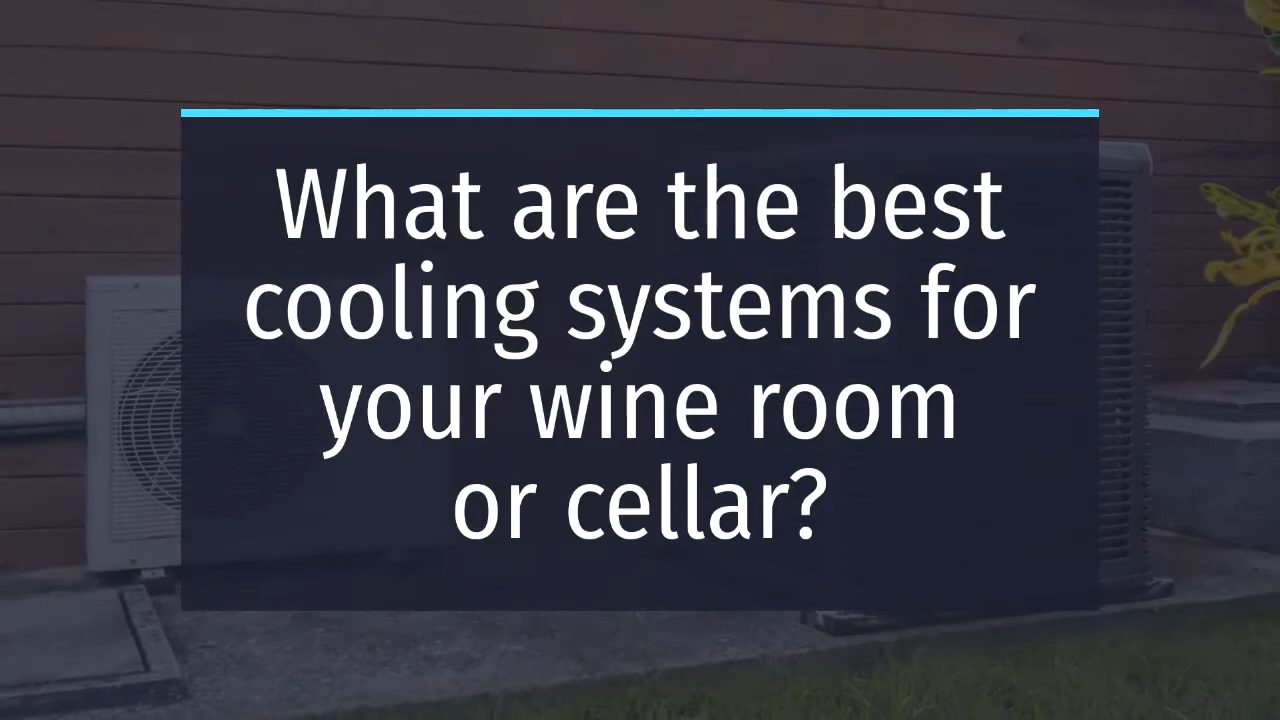 What are the best
cooling systems for
your wine room
or cellar?